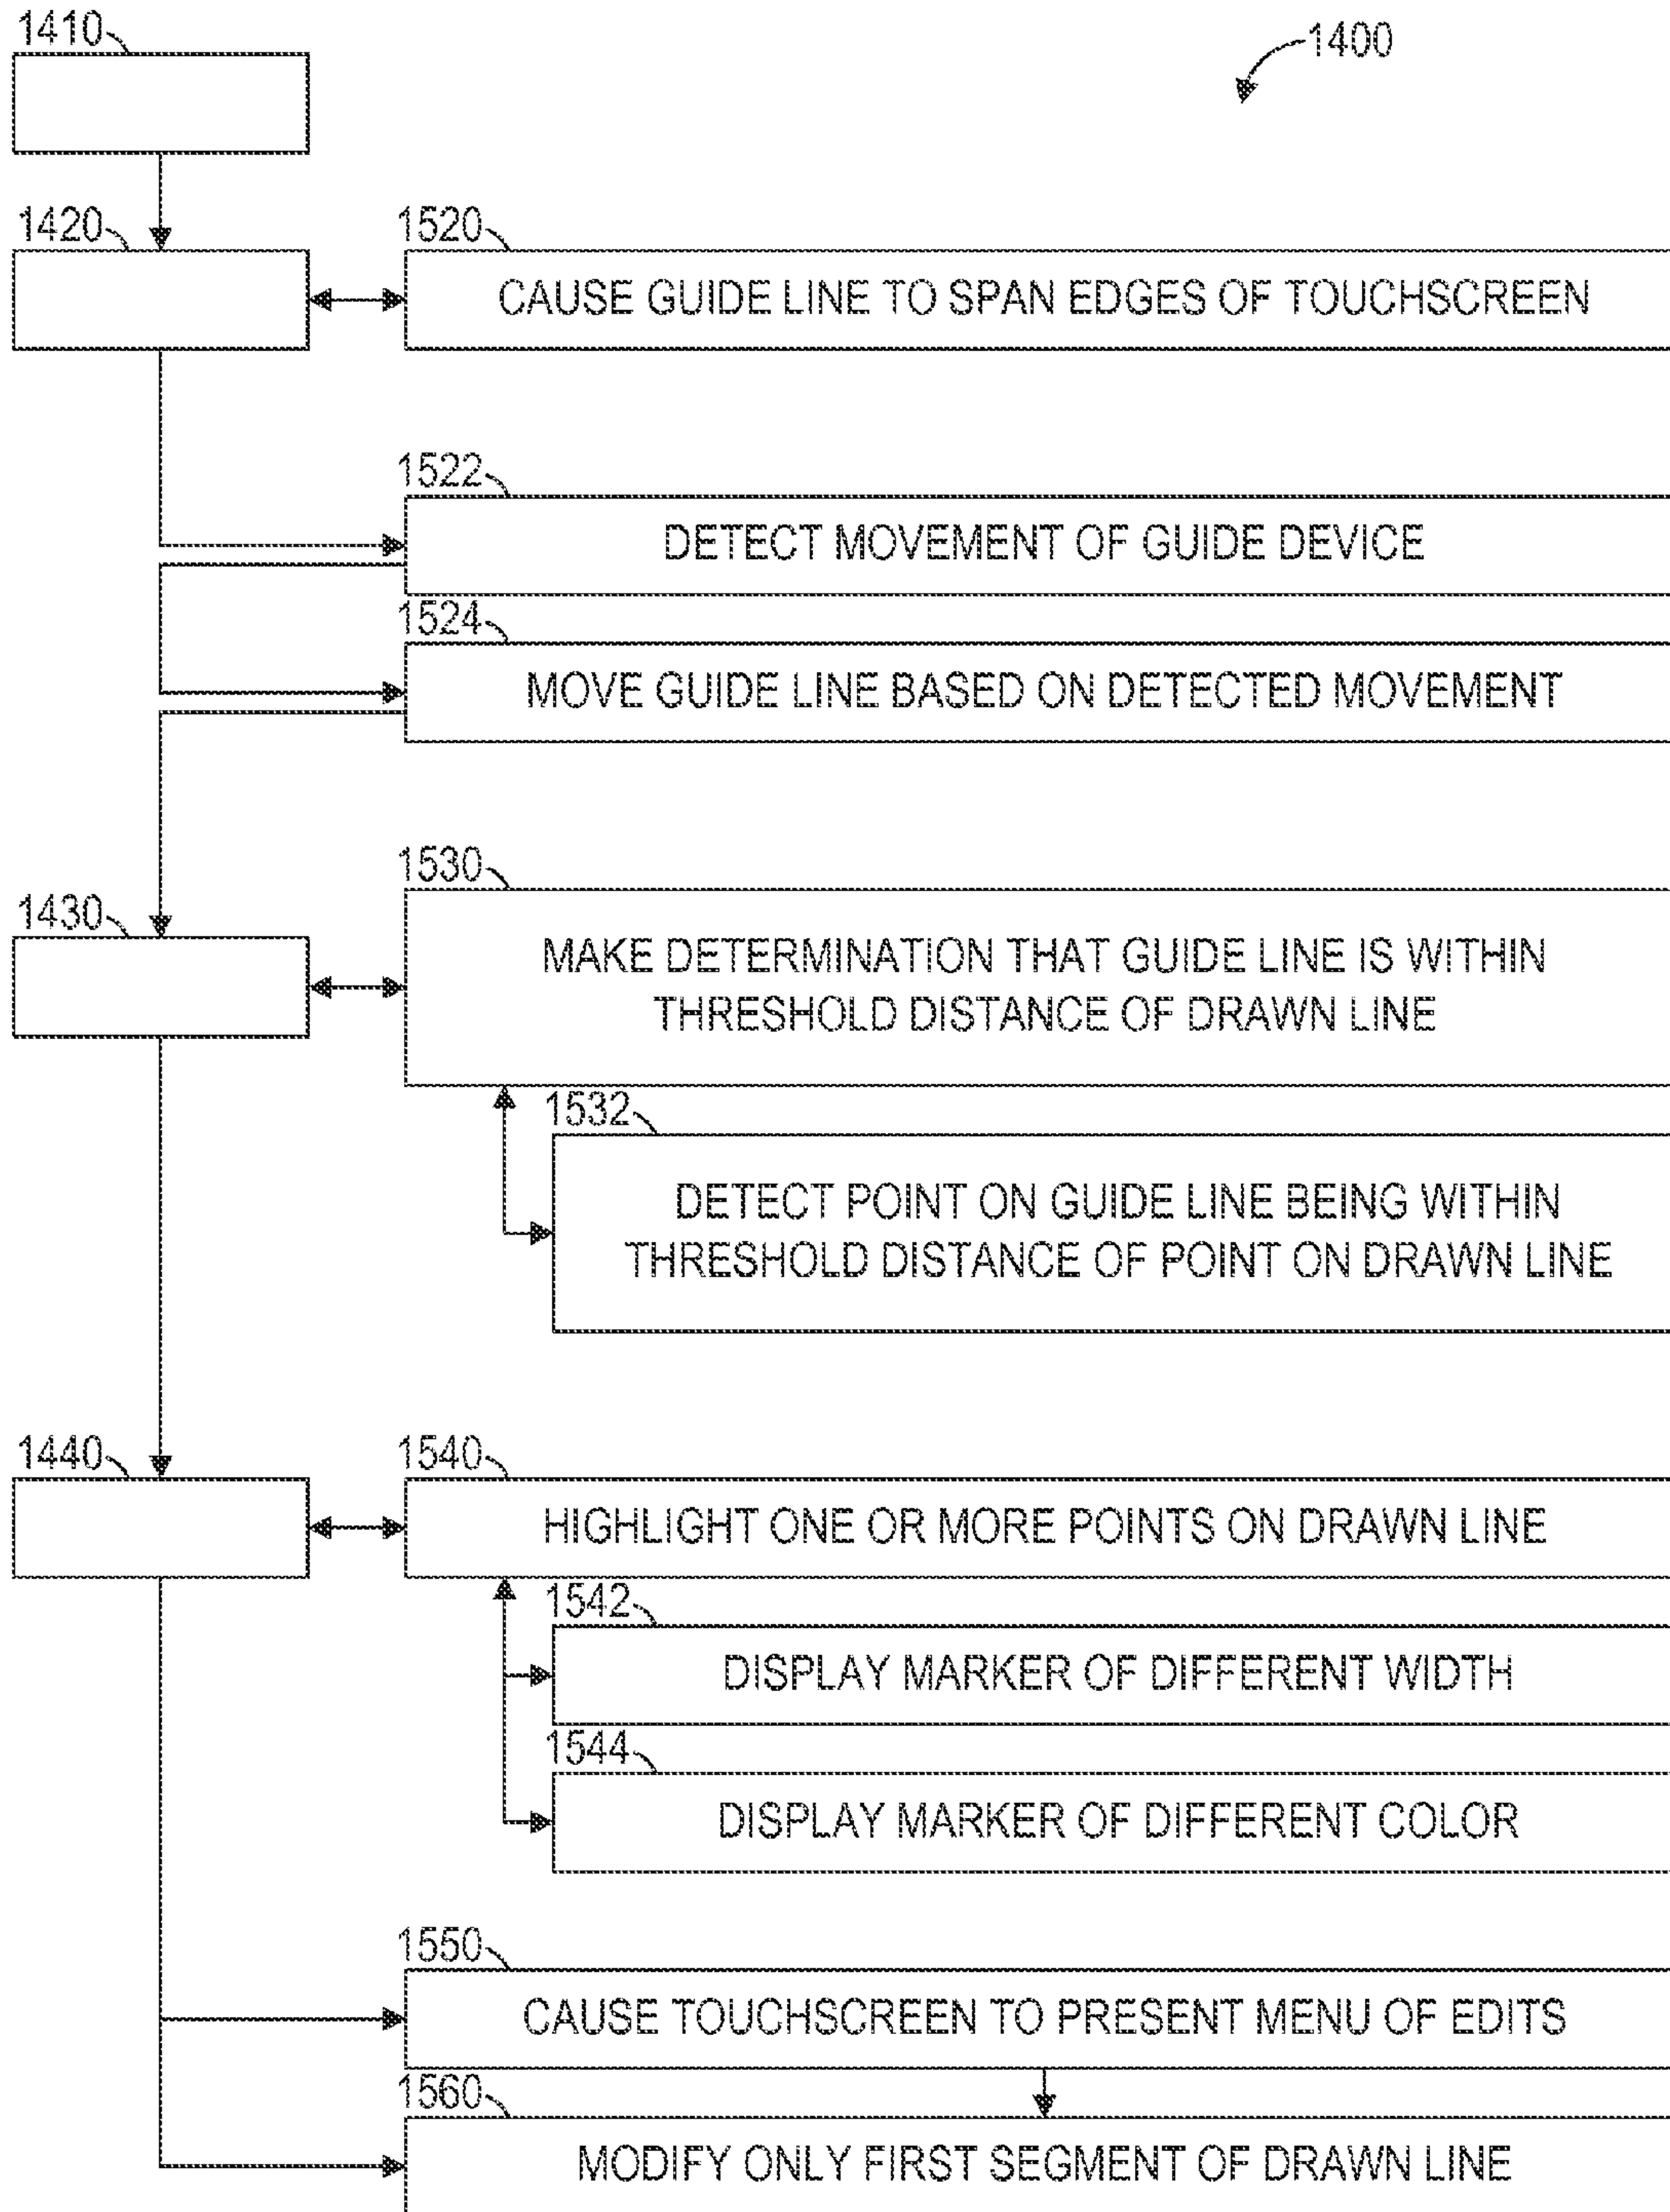 1410
1400
1420
1520
CAUSE GUIDE LINE TO SPAN EDGES OF TOUCHSCREEN
1522
DETECT MOVEMENT OF GUIDE DEVICE
1524
MOVE GUIDE LINE BASED ON DETECTED MOVEMENT
1430
1530
MAKE DETERMINATION THAT GUIDE LINE IS WITHIN
THRESHOLD DISTANCE OF DRAWN LINE
1532
DETECT POINT ON GUIDE LINE BEING WITHIN
THRESHOLD DISTANCE OF POINT ON DRAWN LINE
1440
1540
HIGHLIGHT ONE OR MORE POINTS ON DRAWN LINE
1542
DISPLAY MARKER OF DIFFERENT WIDTH
1544
DISPLAY MARKER OF DIFFERENT COLOR
1550
CAUSE TOUCHSCREEN TO PRESENT MENU OF EDITS
1560
MODIFY ONLY FIRST SEGMENT OF DRAWN LINE